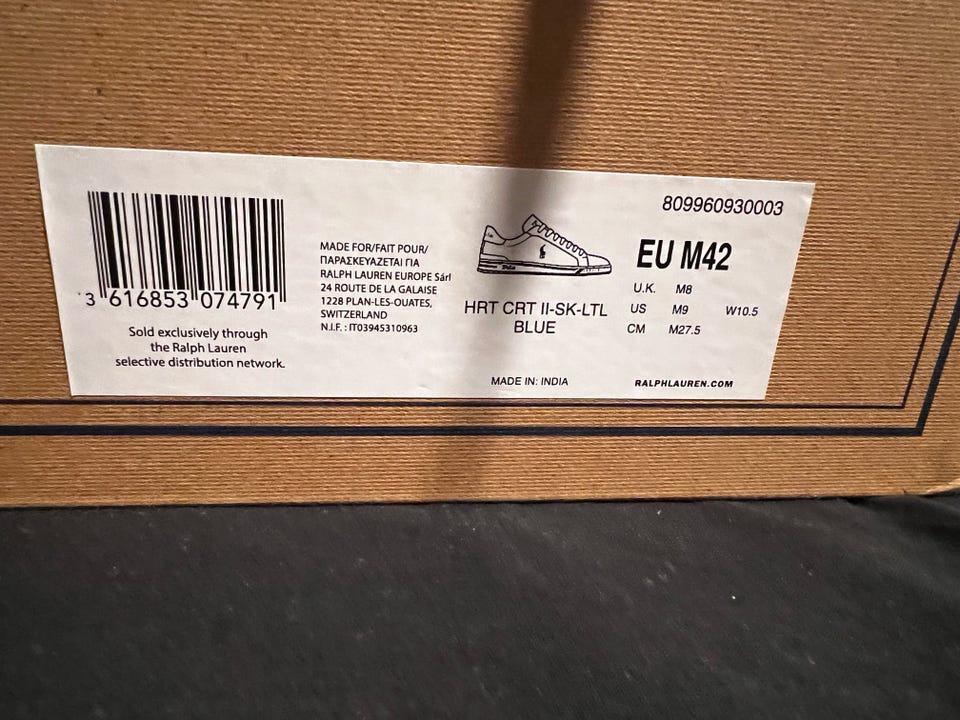 3 616853 074791
Sold exclusively through
the Ralph Lauren
selective distribution network.
MADE FOR/FAIT POUR/
ΠΑΡΑΣΚΕΥΑΖΕΤΑΙ ΓΙΑ
RALPH LAUREN EUROPE Sárl
24 ROUTE DE LA GALAISE
1228 PLAN-LES-OUATES,
SWITZERLAND
N.I.F. : IT03945310963
Polo
HRT CRT II-SK-LTL
BLUE
MADE IN: INDIA
809960930003
EU M42
U.K. M8
US M9 W10.5
CM M27.5
RALPHLAUREN.COM